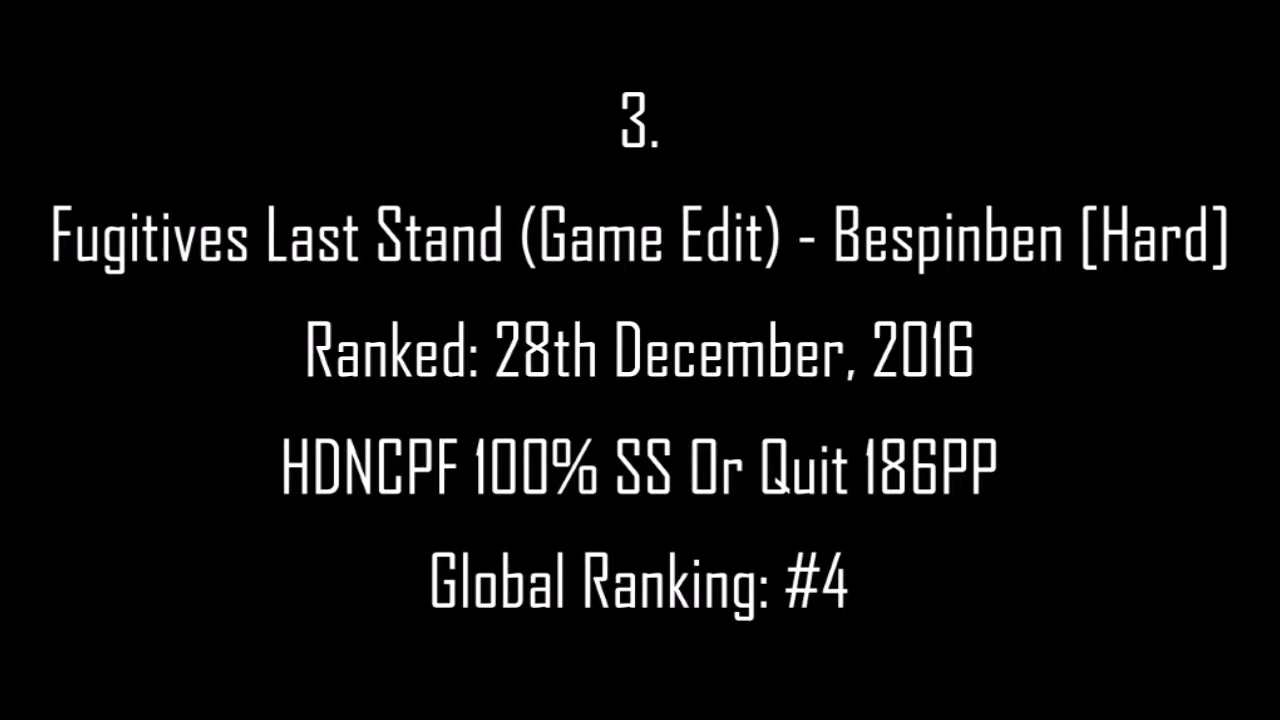 3.
Fugitives Last Stand (Game Edit) - Bespinben [Hard]
Ranked: 28th December, 2016
HDNCPF 100% SS Or Quit 186PP
Global Ranking: #4